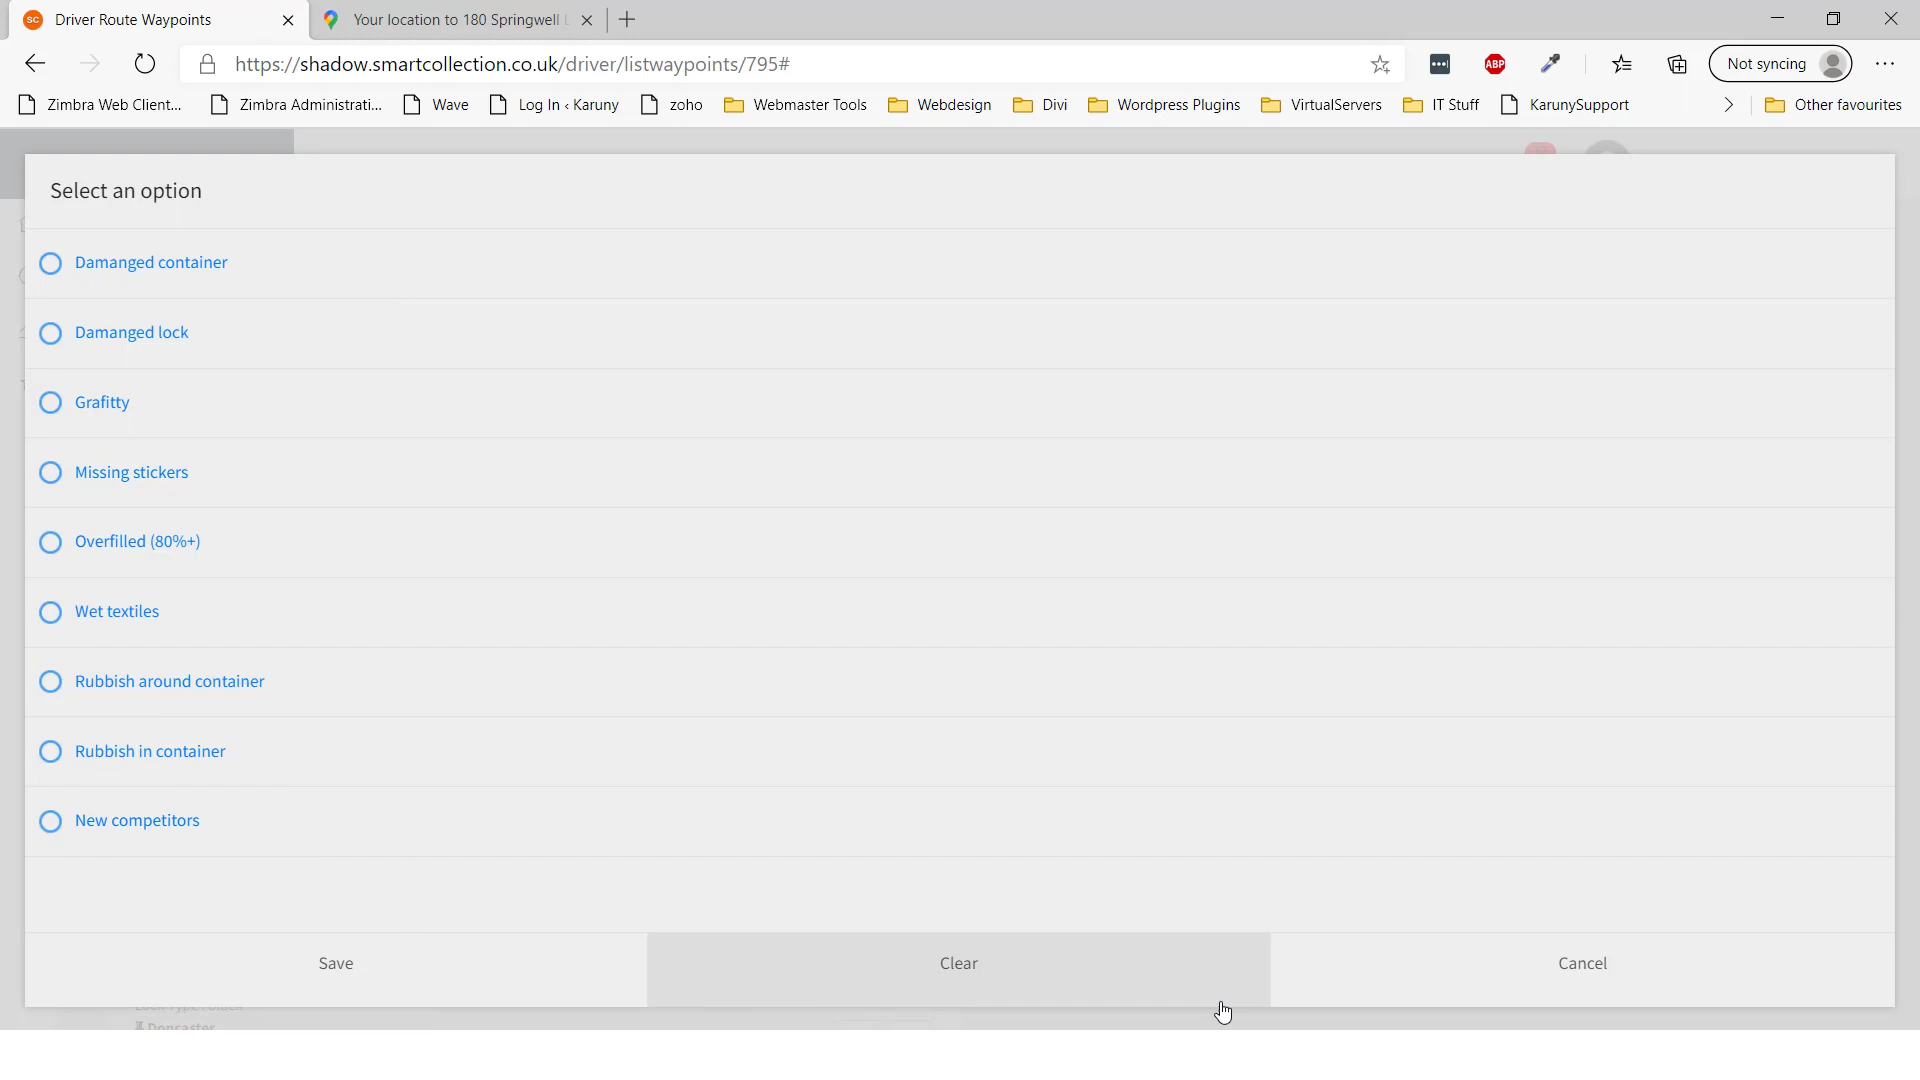 SC Driver Route Waypoints
Your location to 180 Springwell
https://shadow.smartcollection.co.uk/driver/listwaypoints/795#
ABP
Not syncing
Zimbra Web Client...
Zimbra Administrati...
Wave
Log In ‹ Karuny
zoho
Webmaster Tools
Webdesign
Divi
Wordpress Plugins
VirtualServers
IT Stuff
KarunySupport
Other favourites
Select an option
Damanged container
Damanged lock
Grafitty
Missing stickers
Overfilled (80%+)
Wet textiles
Rubbish around container
Rubbish in container
New competitors
Save
Clear
Cancel
Doncaster